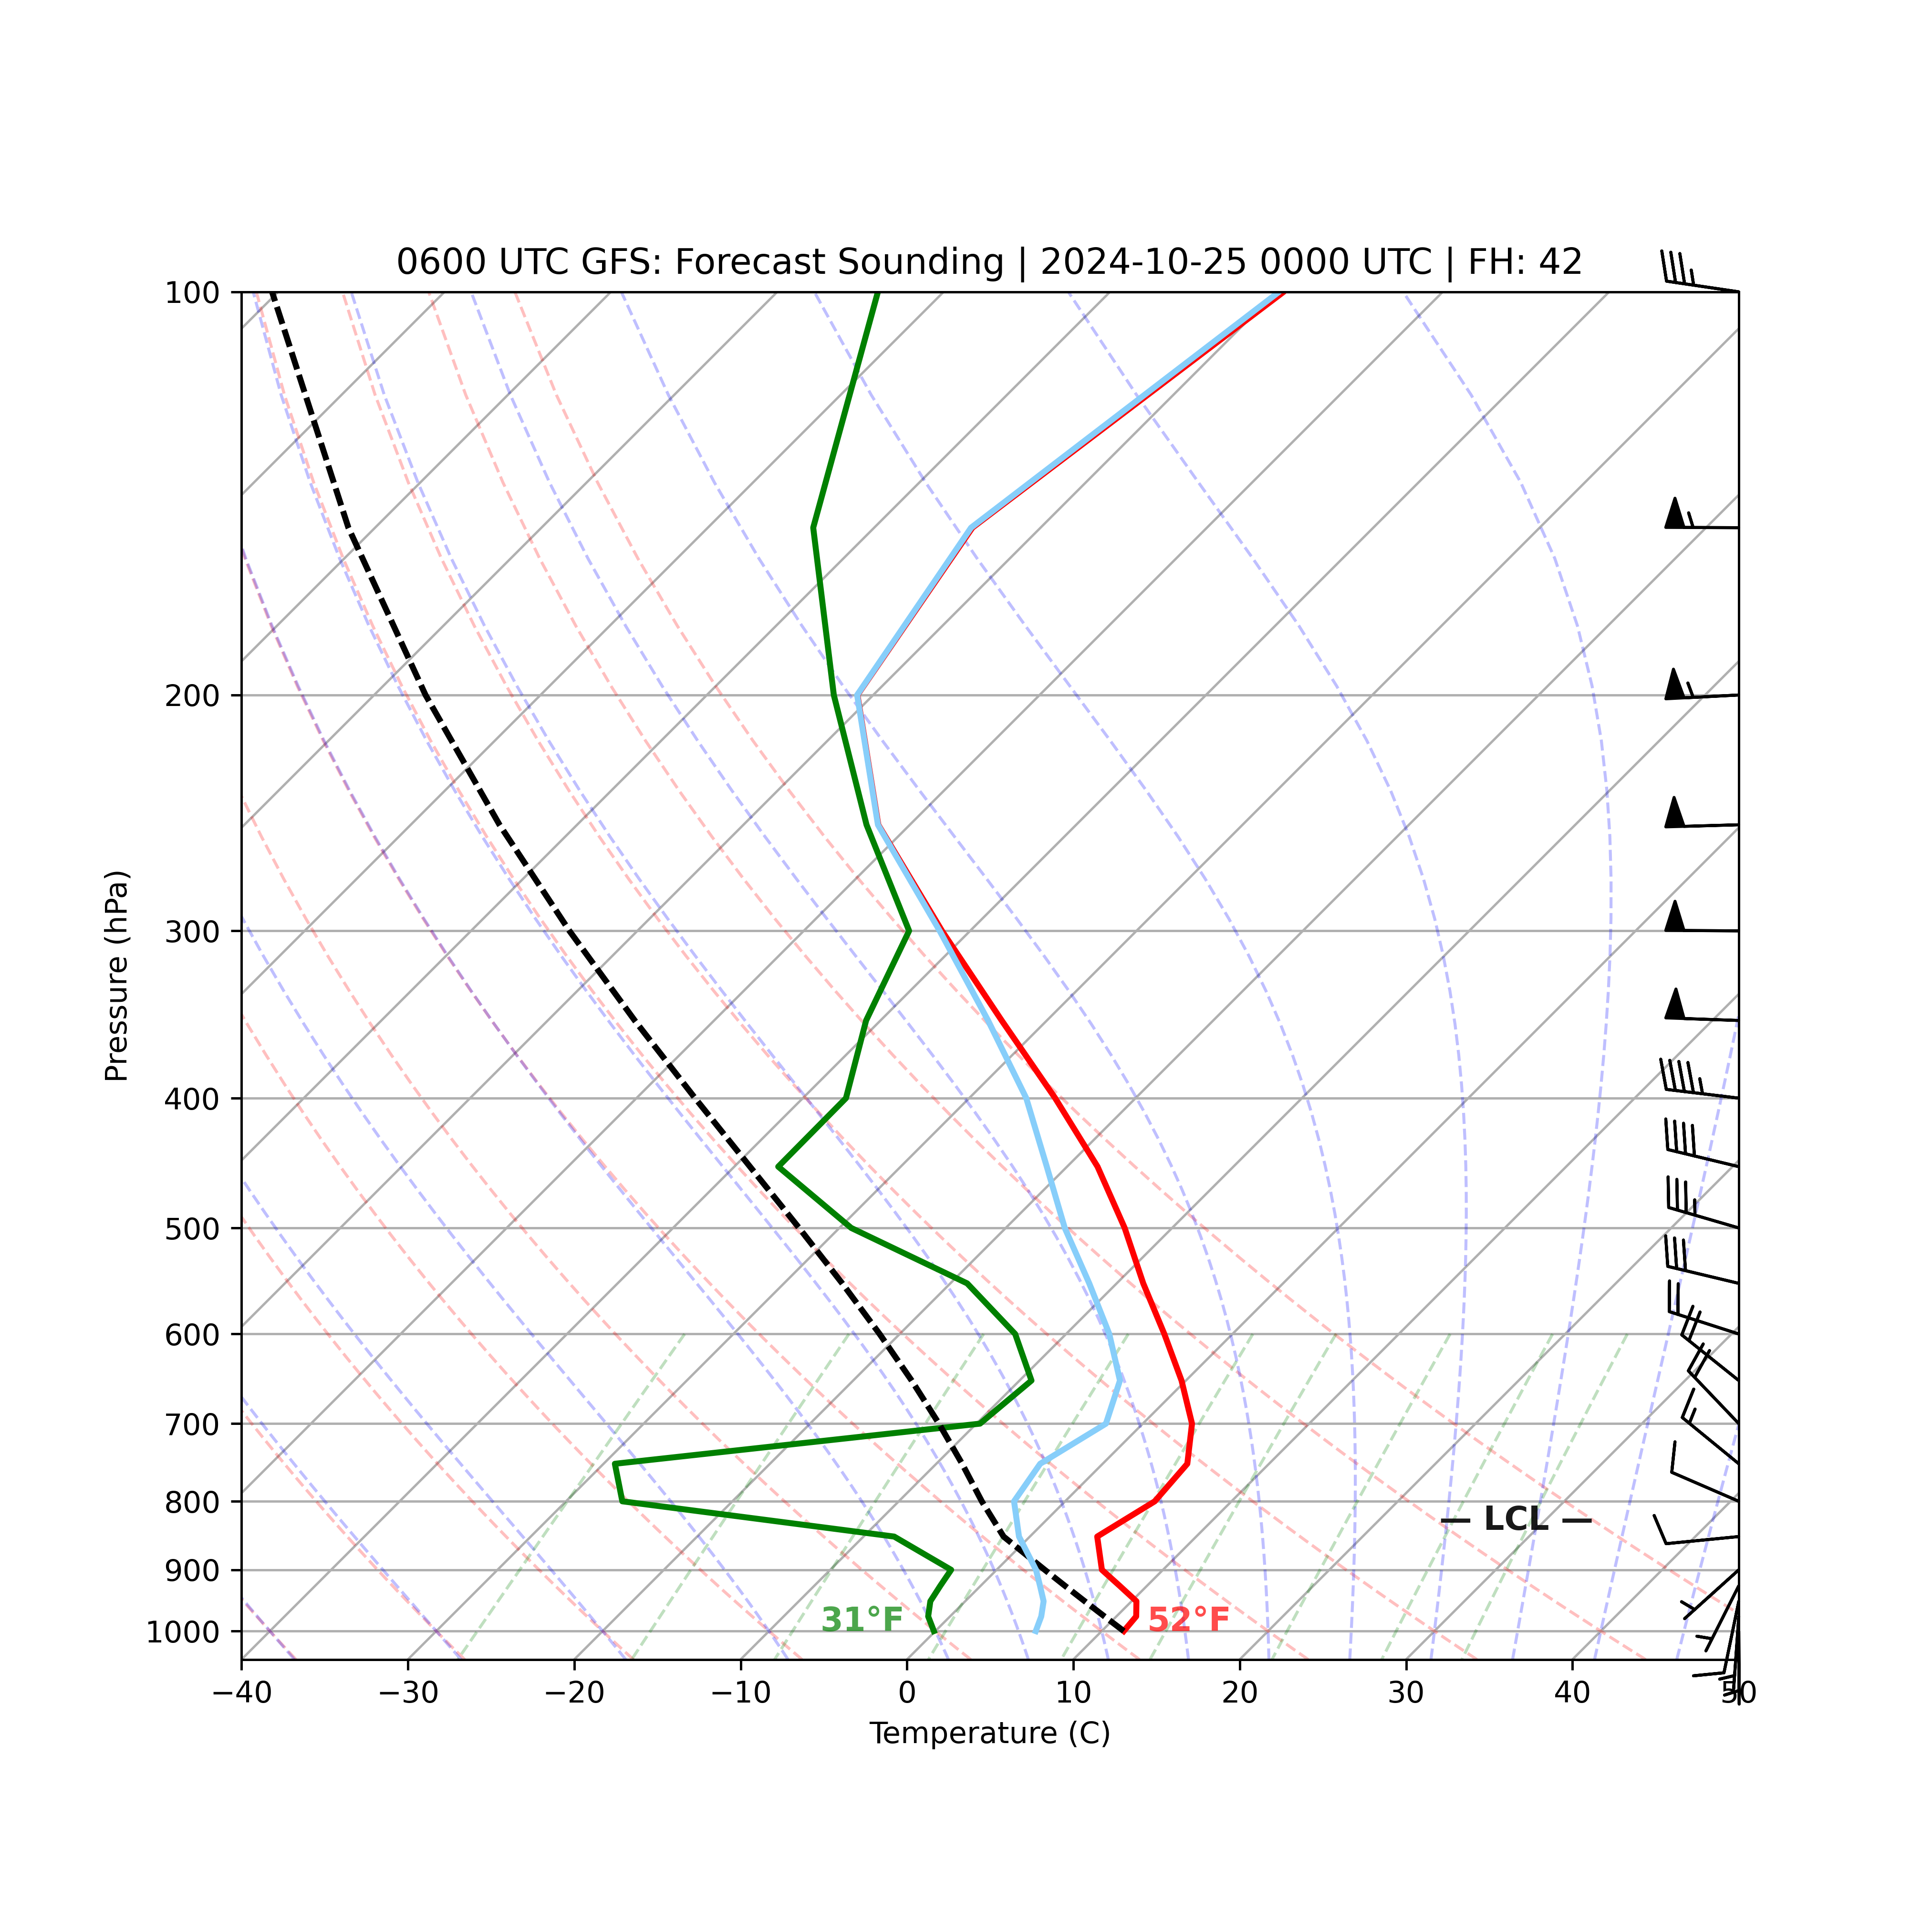 0600 UTC GFS: Forecast Sounding | 2024-10-25 0000 UTC | FH: 42
100
200
300
400
500
600
700
800
900
1000
Pressure (hPa)
— LCL —
31°F
52°F
−40 −30 −20 −10 0 10 20 30 40 50
Temperature (C)